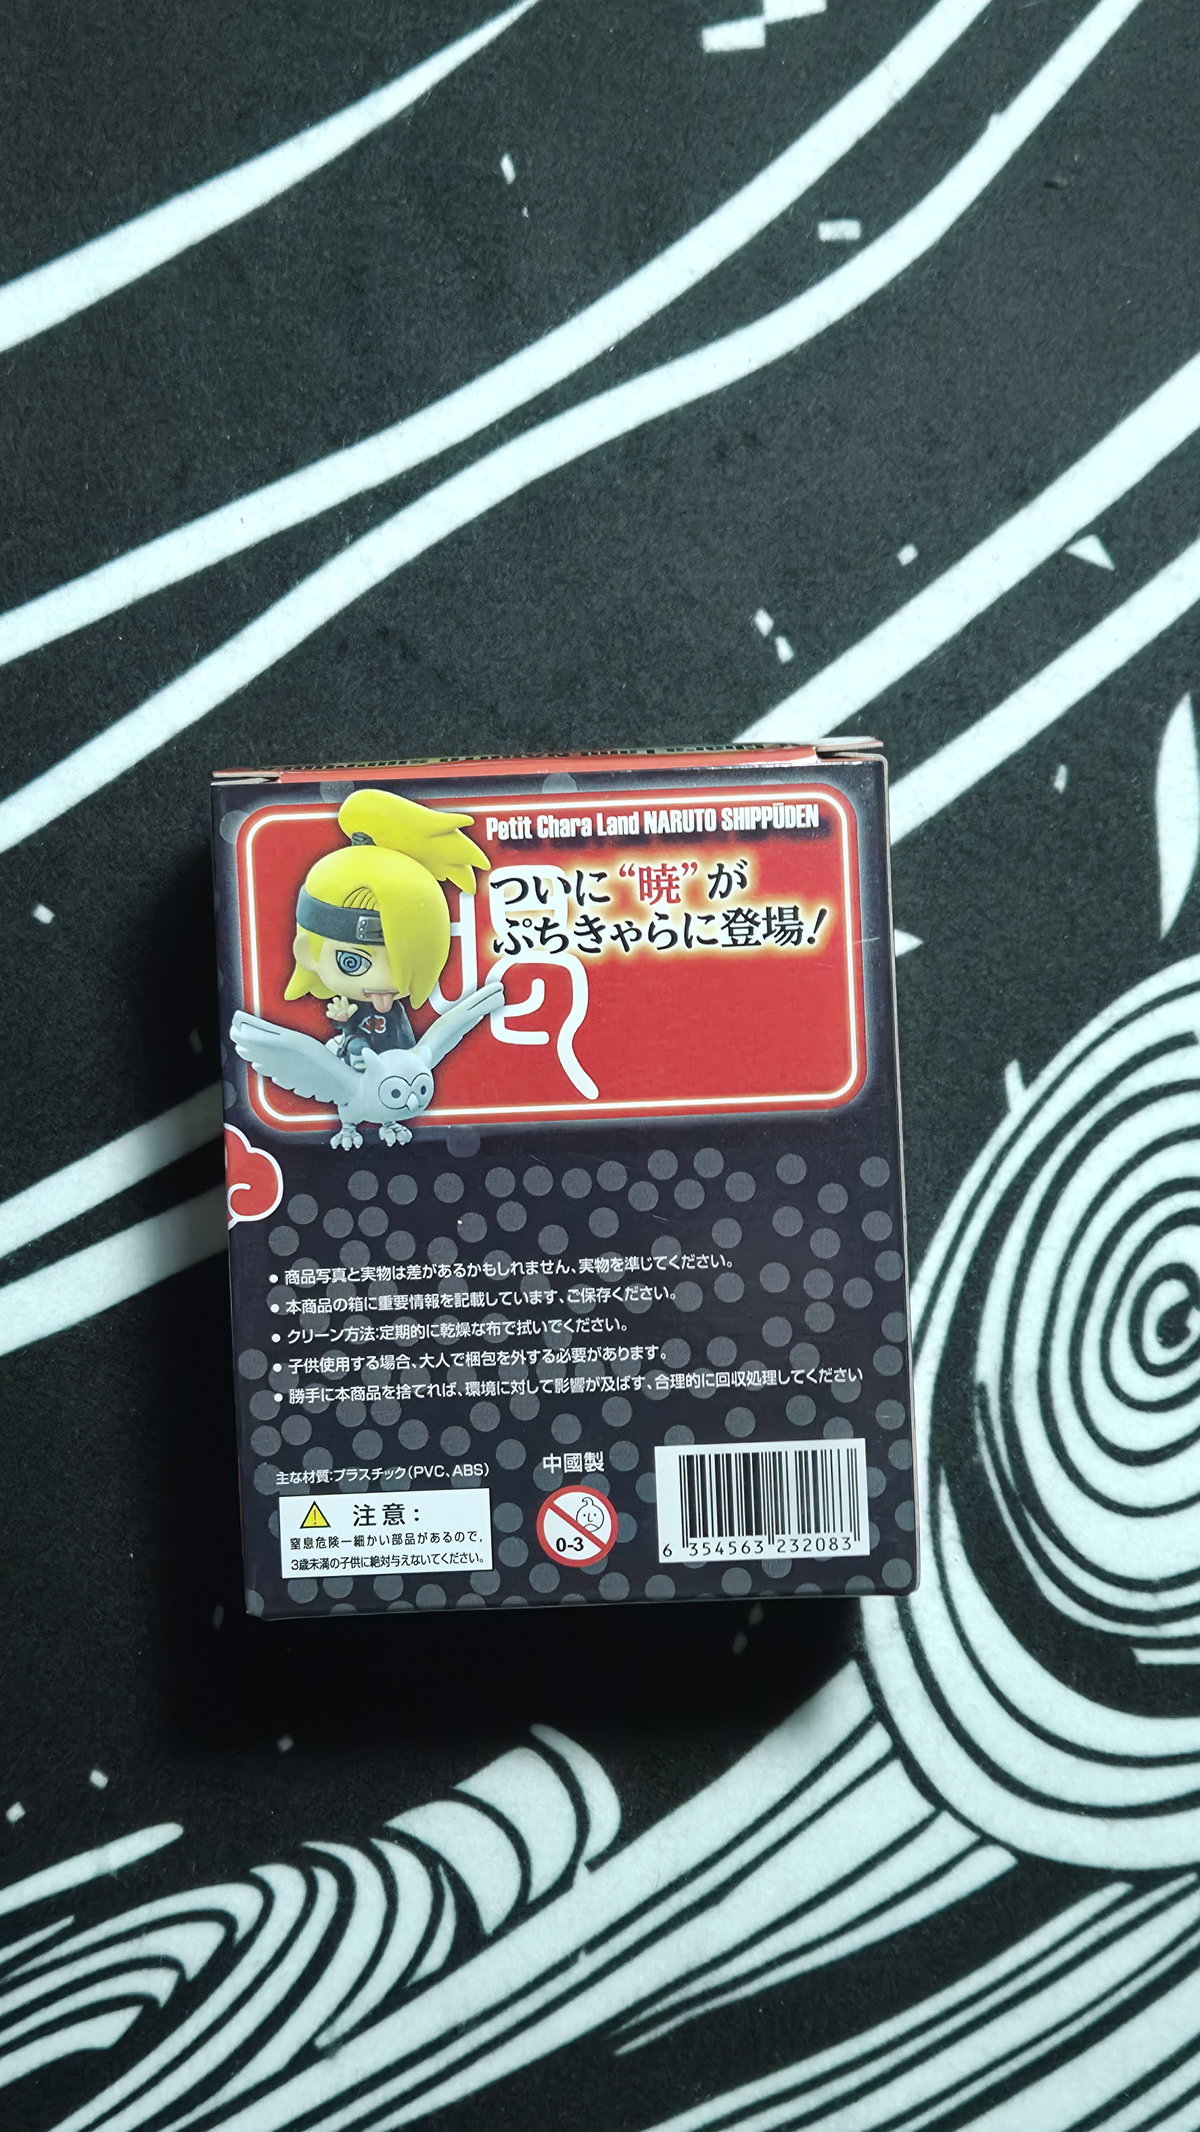 Petit Chara Land NARUTO SHIPPŪDEN
ついに“暁”が
ぷちきゃらに登場!
● 商品写真と実物は差があるかもしれません、実物を準じてください。
● 本商品の箱に重要情報を記載しています、ご保存ください。
● クリーン方法:定期的に乾燥な布で拭いでください。
● 子供使用する場合、大人で梱包を外する必要があります。
● 勝手に本商品を捨てれば、環境に対して影響が及ばす、合理的に回収処理してください
主な材質:プラスチック(PVC、ABS)
中國製
注意:
窒息危険ー細かい部品があるので,
3歳未満の子供に絶対与えないてください。
0-3
6 354563 232083